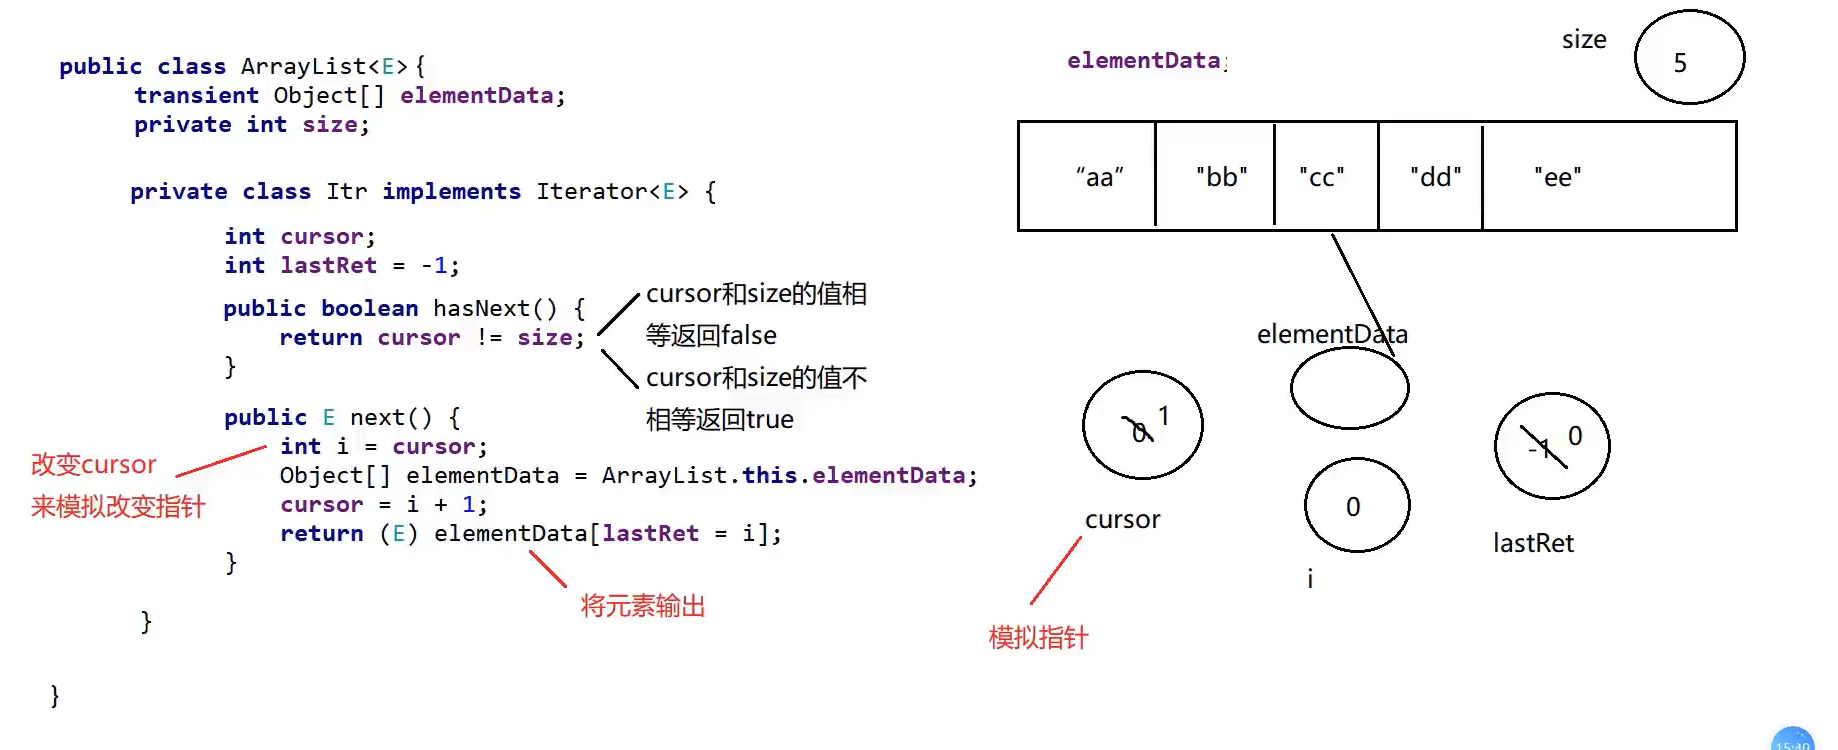 public class ArrayList<E>{
transient Object[] elementData;
private int size;
private class Itr implements Iterator<E> {
int cursor;
int lastRet = -1;
public boolean hasNext() {
return cursor != size;
}
cursor和size的值相
等返回false
cursor和size的值不
相等返回true
public E next() {
int i = cursor;
Object[] elementData = ArrayList.this.elementData;
cursor = i + 1;
return (E) elementData[lastRet = i];
}
改变cursor
来模拟改变指针
将元素输出
}
}
elementData;
size
5
“aa” "bb" "cc" "dd" "ee"
elementData
0 1
cursor
模拟指针
0
i
-1 0
lastRet
15:40